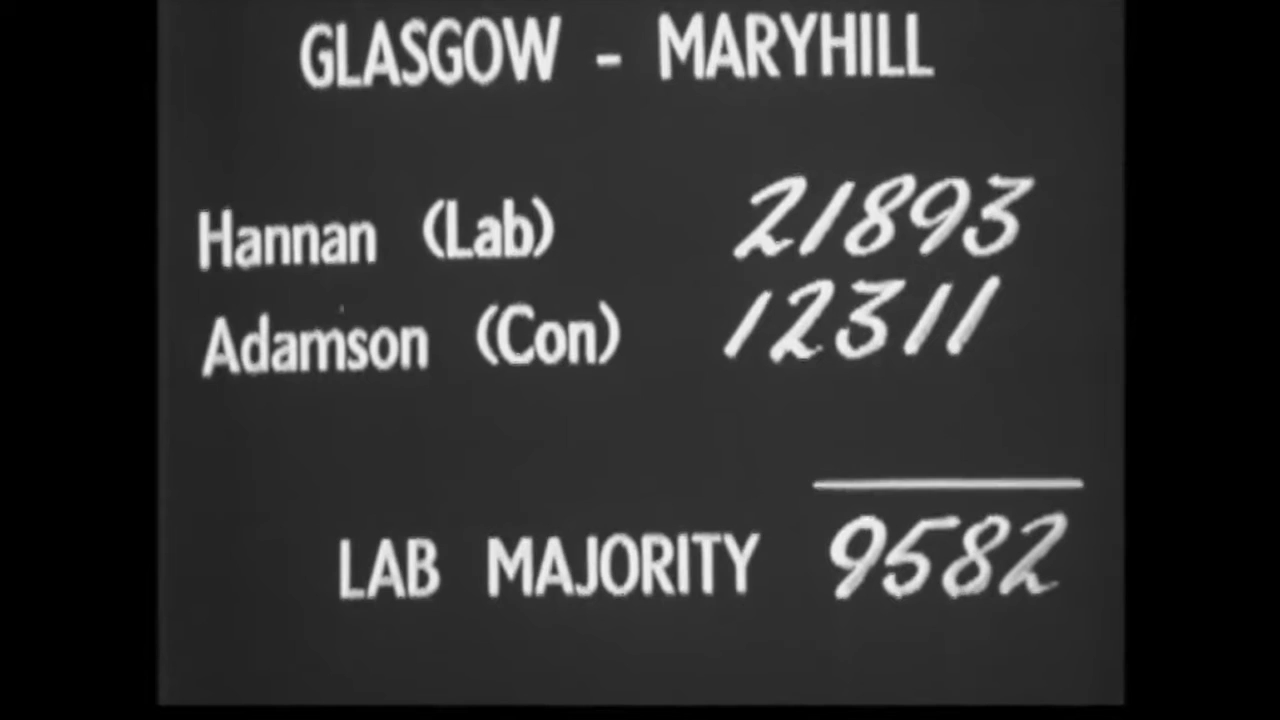 GLASGOW - MARYHILL
Hannan (Lab) 21893
Adamson (Con) 12311
LAB MAJORITY 9582